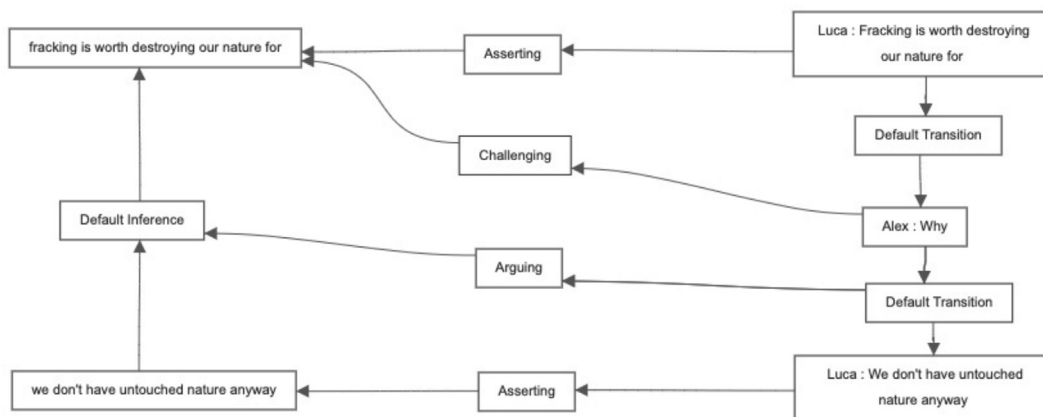 Luca : Fracking is worth destroying
our nature for
fracking is worth destroying our nature for
Asserting
Default Transition
Challenging
Alex : Why
Default Inference
Arguing
Default Transition
Luca : We don't have untouched
nature anyway
we don't have untouched nature anyway
Asserting